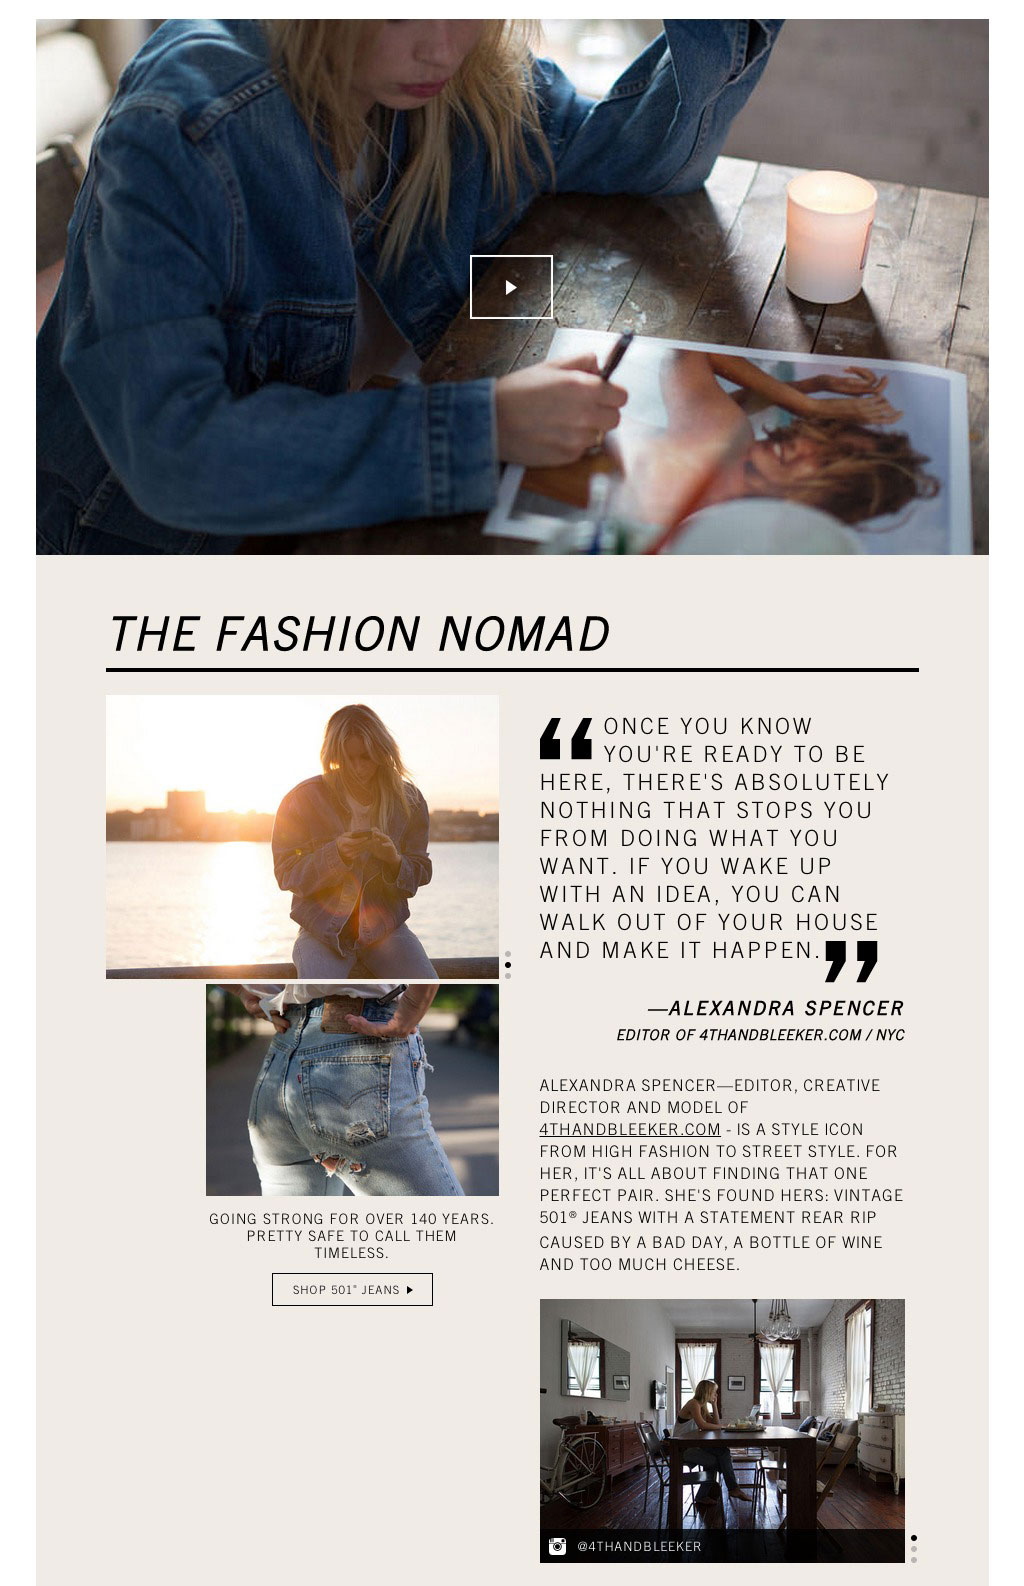 THE FASHION NOMAD
“ONCE YOU KNOW
YOU'RE READY TO BE
HERE, THERE'S ABSOLUTELY
NOTHING THAT STOPS YOU
FROM DOING WHAT YOU
WANT. IF YOU WAKE UP
WITH AN IDEA, YOU CAN
WALK OUT OF YOUR HOUSE
AND MAKE IT HAPPEN.”
—ALEXANDRA SPENCER
EDITOR OF 4THANDBLEEKER.COM / NYC
GOING STRONG FOR OVER 140 YEARS.
PRETTY SAFE TO CALL THEM
TIMELESS.
SHOP 501® JEANS
ALEXANDRA SPENCER—EDITOR, CREATIVE
DIRECTOR AND MODEL OF
4THANDBLEEKER.COM - IS A STYLE ICON
FROM HIGH FASHION TO STREET STYLE. FOR
HER, IT'S ALL ABOUT FINDING THAT ONE
PERFECT PAIR. SHE'S FOUND HERS: VINTAGE
501® JEANS WITH A STATEMENT REAR RIP
CAUSED BY A BAD DAY, A BOTTLE OF WINE
AND TOO MUCH CHEESE.
@4THANDBLEEKER